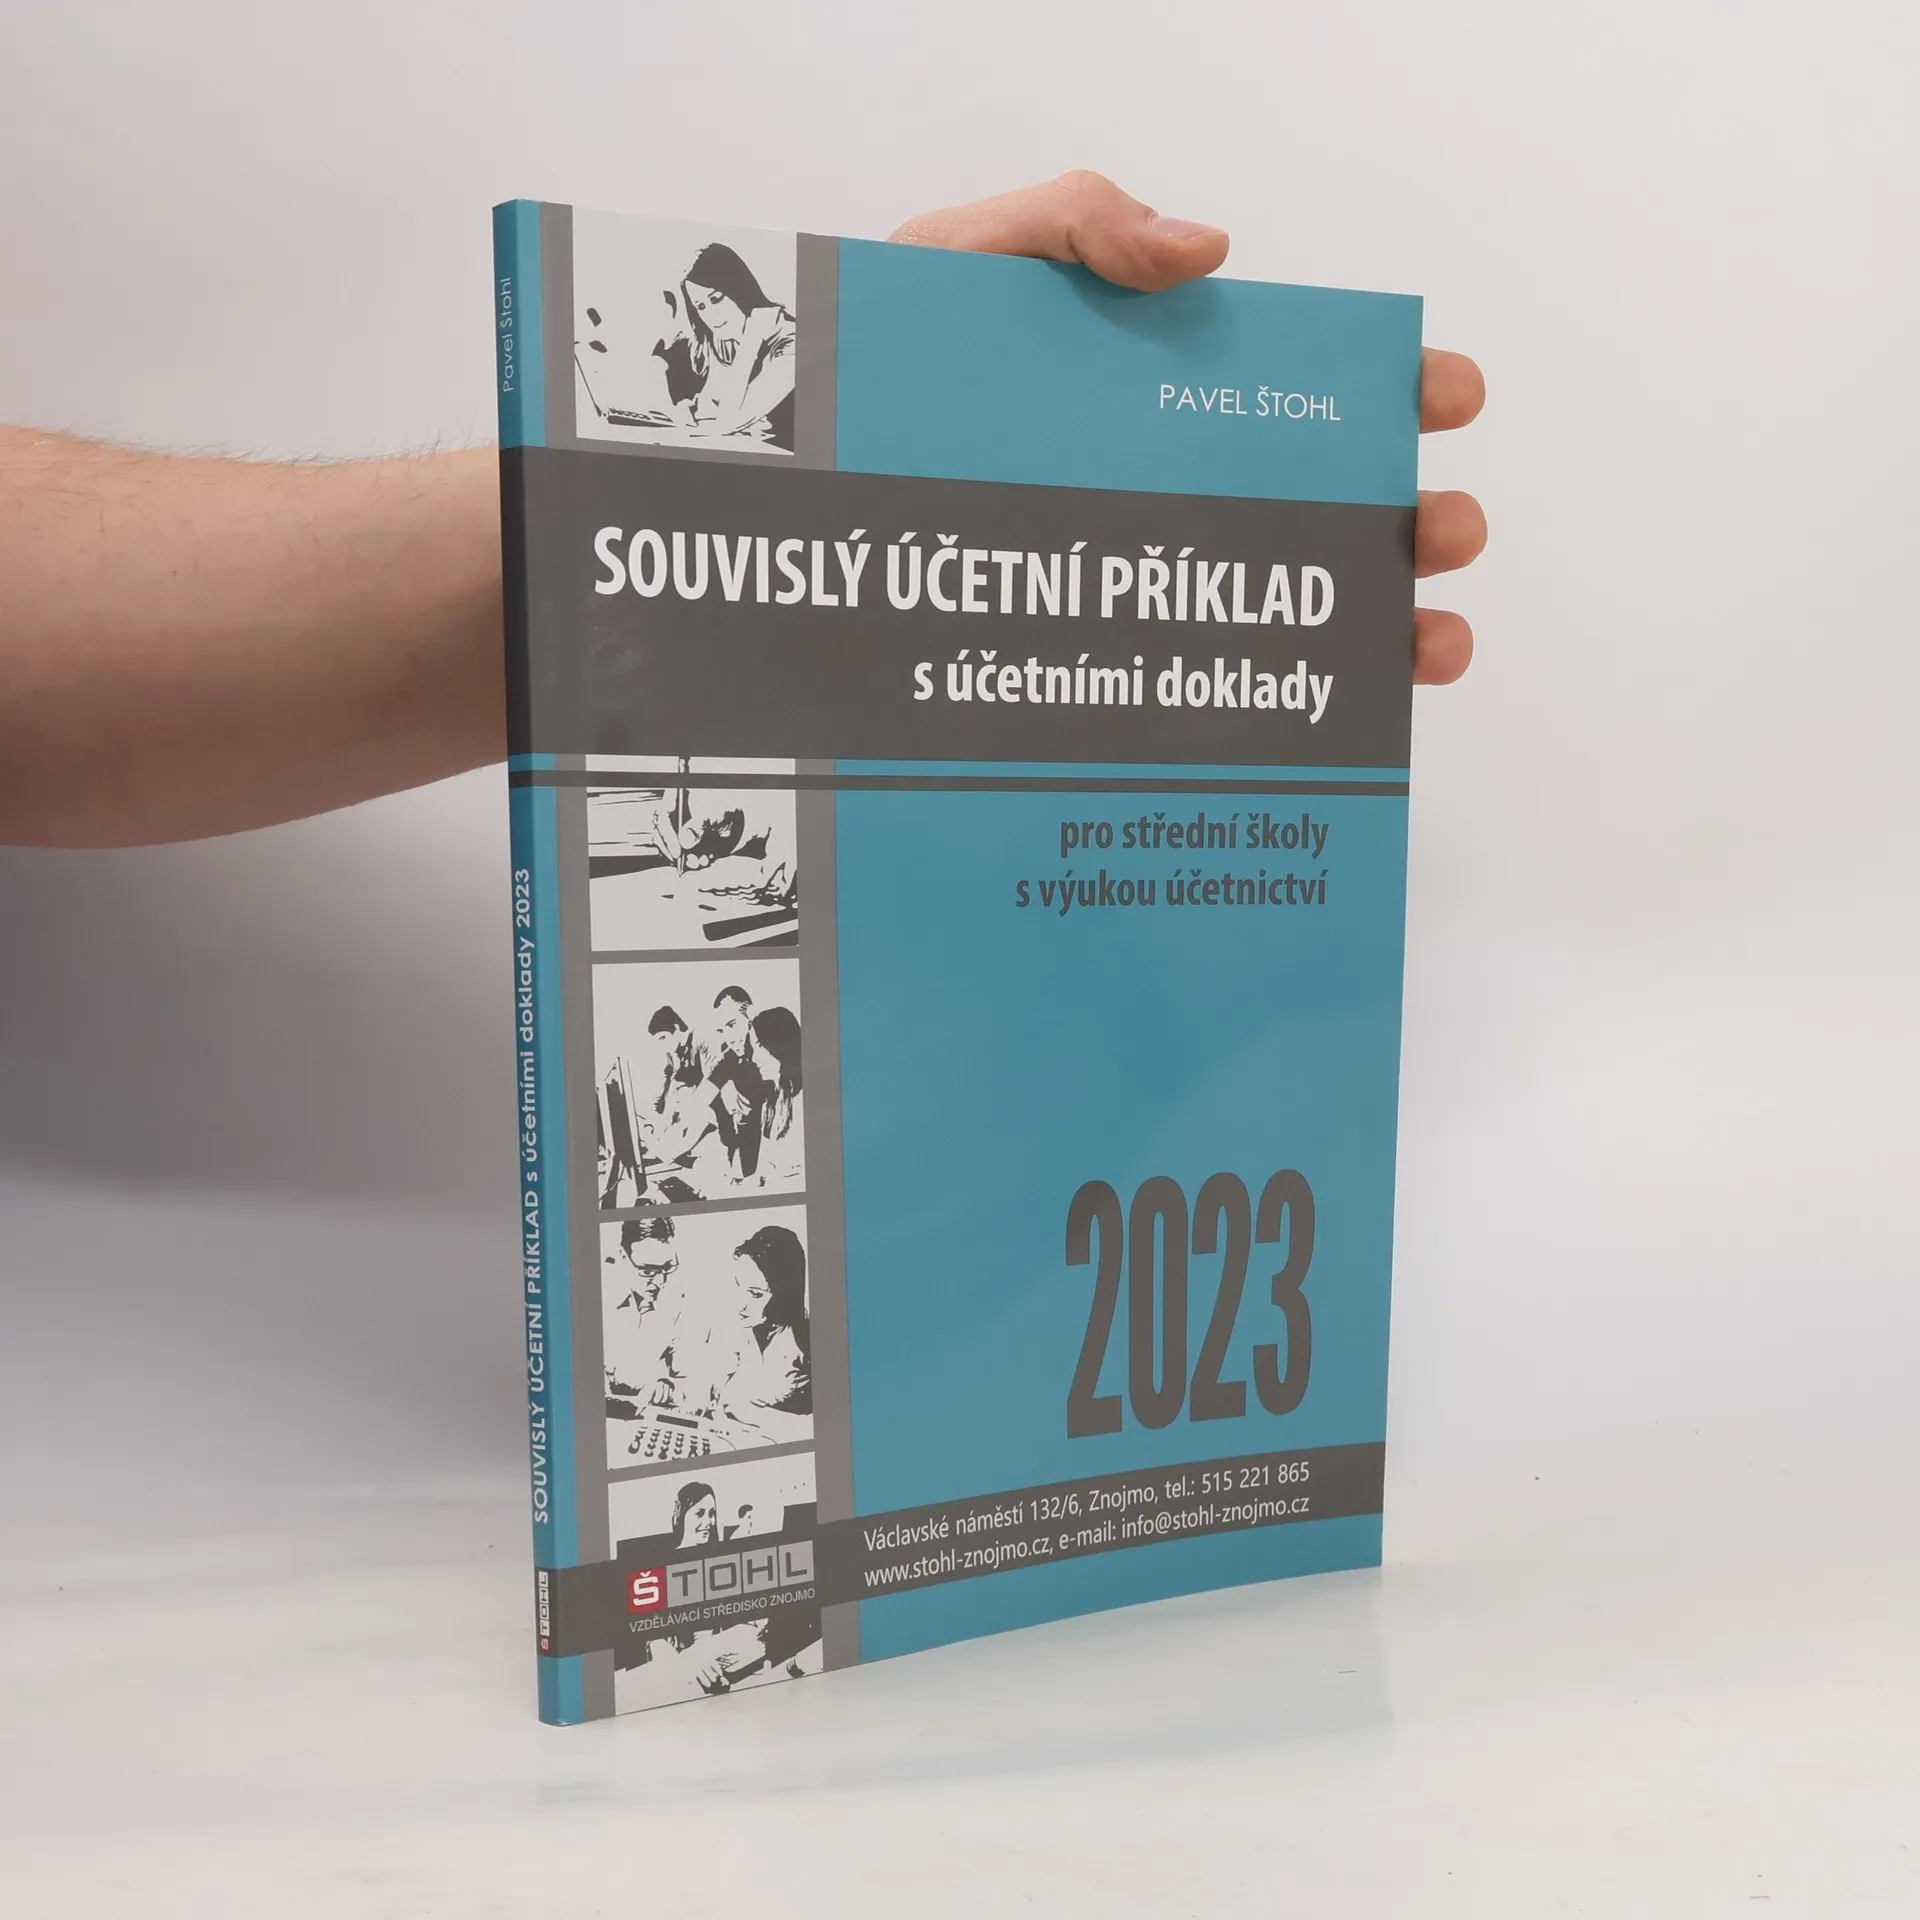 PAVEL ŠTOHL
SOUVISLÝ ÚČETNÍ PŘÍKLAD
s účetními doklady
pro střední školy
s výukou účetnictví
2023
Václavské náměstí 132/6, Znojmo, tel.: 515 221 865
www.stohl-znojmo.cz, e-mail: info@stohl-znojmo.cz
ŠTOHL
VZDĚLÁVACÍ STŘEDISKO ZNOJMO
Pavel Štohl
SOUVISLÝ ÚČETNÍ PŘÍKLAD s účetními doklady 2023
ŠTOHL